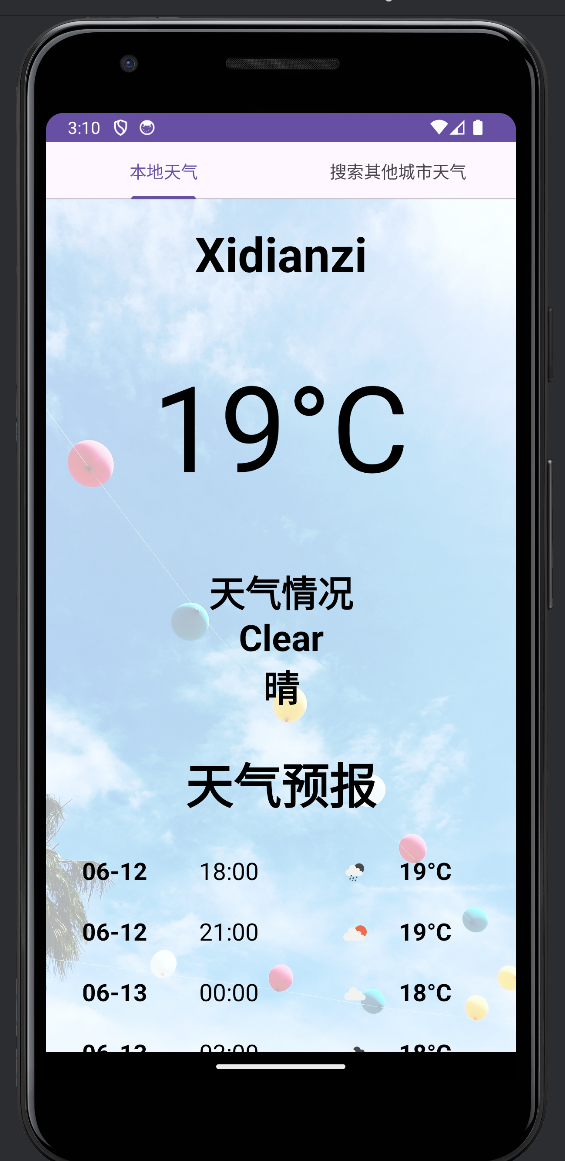 3:10
本地天气 搜索其他城市天气
Xidianzi
19°C
天气情况
Clear
晴
天气预报
06-12 18:00 19°C
06-12 21:00 19°C
06-13 00:00 18°C